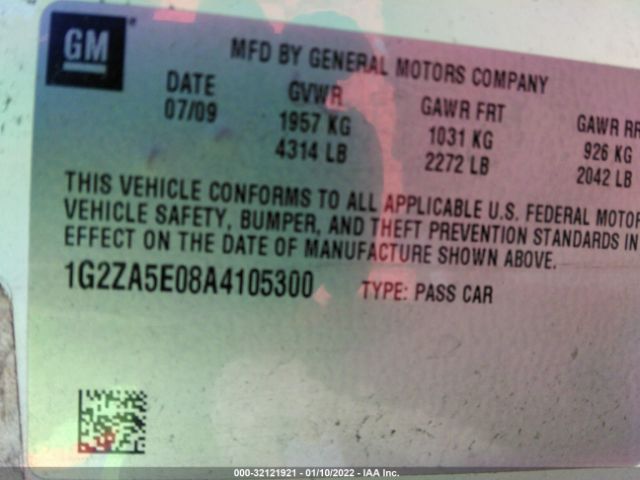 GM
MFD BY GENERAL MOTORS COMPANY
DATE GVWR GAWR FRT GAWR RR
07/09 1957 KG 1031 KG 926 KG
4314 LB 2272 LB 2042 LB
THIS VEHICLE CONFORMS TO ALL APPLICABLE U.S. FEDERAL MOTOR
VEHICLE SAFETY, BUMPER, AND THEFT PREVENTION STANDARDS IN
EFFECT ON THE DATE OF MANUFACTURE SHOWN ABOVE.
1G2ZA5E08A4105300 TYPE: PASS CAR
000-32121921 - 01/10/2022 - IAA Inc.